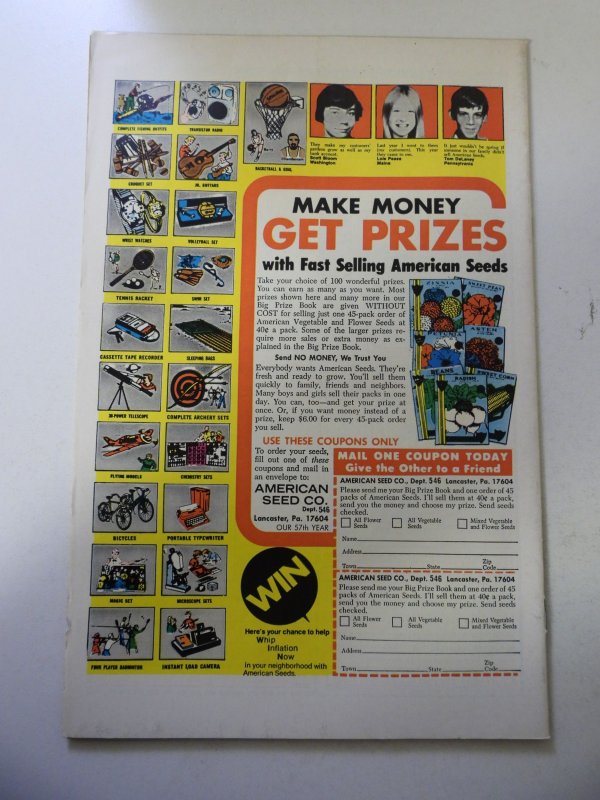 COMPLETE FISHING OUTFITS
TRANSISTOR RADIO
CROQUET SET
JR. GUITARS
WRIST WATCHES
VOLLEYBALL SET
TENNIS RACKET
SWIM SET
CASSETTE TAPE RECORDER
SLEEPING BAGS
30-POWER TELESCOPE
COMPLETE ARCHERY SETS
FLYING MODELS
CHEMISTRY SETS
BICYCLES
PORTABLE TYPEWRITER
MAGIC SET
MICROSCOPE SETS
FOUR PLAYER BADMINTON
INSTANT LOAD CAMERA
BASKETBALL & GOAL
They make my customers'
gardens grow as well as my
bank account.
Scott Bloom
Washington
Last year I went to them
(my customers). This year
they came to me.
Lois Pease
Maine
It just wouldn't be spring if
someone in our family didn't
sell American Seeds.
Tom DeLaney
Pennsylvania
MAKE MONEY
GET PRIZES
with Fast Selling American Seeds
Take your choice of 100 wonderful prizes.
You can earn as many as you want. Most
prizes shown here and many more in our
Big Prize Book are given WITHOUT
COST for selling just one 45-pack order of
American Vegetable and Flower Seeds at
40¢ a pack. Some of the larger prizes re-
quire more sales or extra money as ex-
plained in the Big Prize Book.
Send NO MONEY, We Trust You
Everybody wants American Seeds. They're
fresh and ready to grow. You'll sell them
quickly to family, friends and neighbors.
Many boys and girls sell their packs in one
day. You can, too—and get your prize at
once. Or, if you want money instead of a
prize, keep $6.00 for every 45-pack order
you sell.
ZINNIA
SWEET PEAS
ASTER
BEANS
RADISH
SWEET CORN
USE THESE COUPONS ONLY
To order your seeds,
fill out one of these
coupons and mail in
an envelope to:
AMERICAN
SEED CO.
Dept. 546
Lancaster, Pa. 17604
OUR 57th YEAR
WIN
Here's your chance to help
Whip
Inflation
Now
in your neighborhood with
American Seeds.
MAIL ONE COUPON TODAY
Give the Other to a Friend
AMERICAN SEED CO., Dept. 546 Lancaster, Pa. 17604
Please send me your Big Prize Book and one order of 45
packs of American Seeds. I'll sell them at 40¢ a pack,
send you the money and choose my prize. Send seeds
checked.
All Flower
Seeds
All Vegetable
Seeds
Mixed Vegetable
and Flower Seeds
Name
Address
Town State Zip Code
AMERICAN SEED CO., Dept. 546 Lancaster, Pa. 17604
Please send me your Big Prize Book and one order of 45
packs of American Seeds. I'll sell them at 40¢ a pack,
send you the money and choose my prize. Send seeds
checked.
All Flower
Seeds
All Vegetable
Seeds
Mixed Vegetable
and Flower Seeds
Name
Address
Town State Zip Code